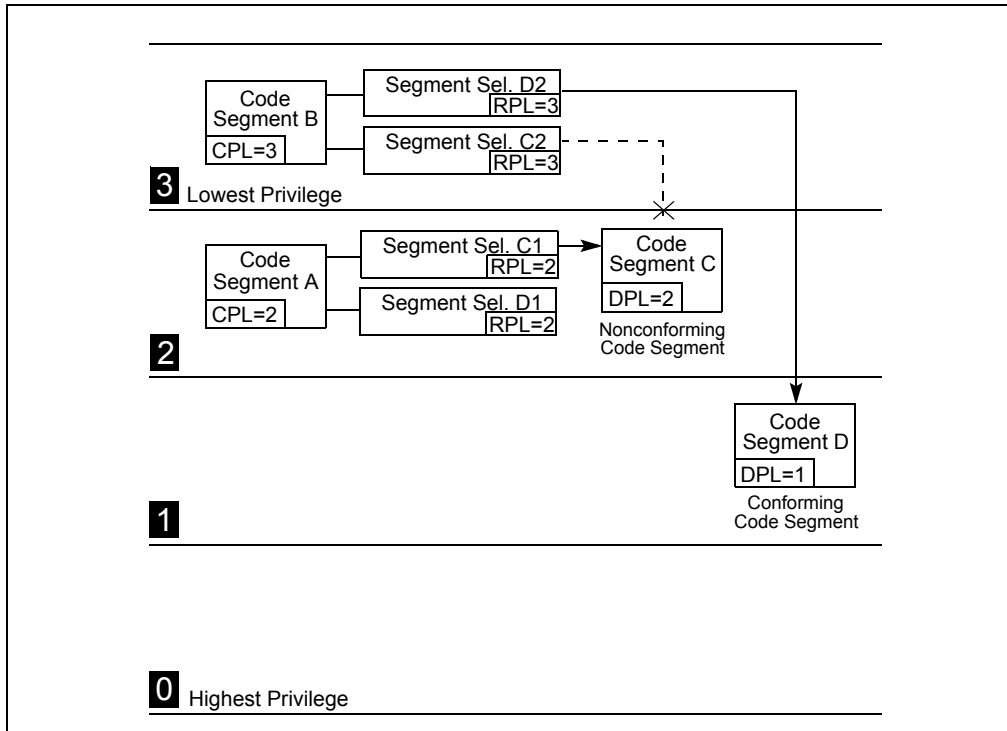 Code
Segment B
CPL=3
Segment Sel. D2
RPL=3
Segment Sel. C2
RPL=3
3 Lowest Privilege
Code
Segment A
CPL=2
Segment Sel. C1
RPL=2
Segment Sel. D1
RPL=2
Code
Segment C
DPL=2
Nonconforming
Code Segment
2
Code
Segment D
DPL=1
Conforming
Code Segment
1
0 Highest Privilege